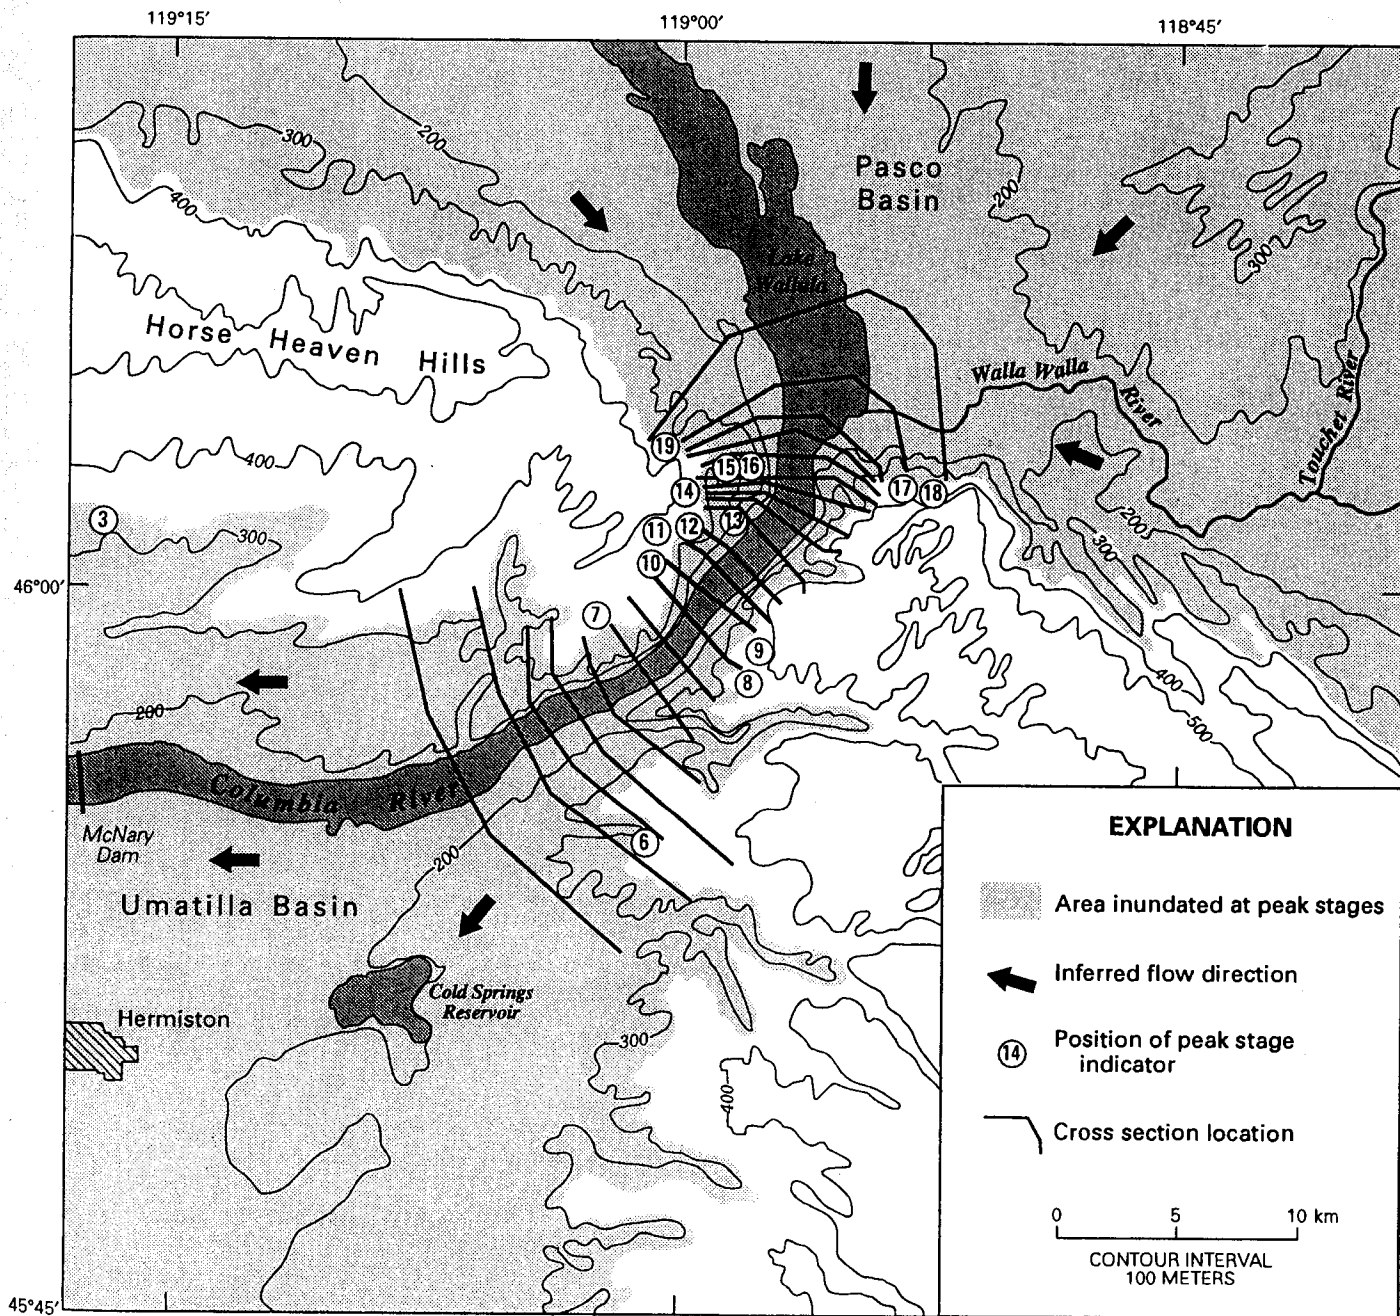 119°15′
119°00′
118°45′
200
300
400
Pasco
Basin
200
300
Lake
Wallula
Horse Heaven Hills
Walla Walla
River
Touchet River
19
15
16
14
17
18
11
12
13
10
3
400
300
200
300
46°00′
7
9
8
400
500
200
Columbia River
McNary
Dam
6
200
Umatilla Basin
Cold Springs
Reservoir
Hermiston
300
400
45°45′
EXPLANATION
Area inundated at peak stages
Inferred flow direction
14
Position of peak stage
indicator
Cross section location
0 5 10 km
CONTOUR INTERVAL
100 METERS